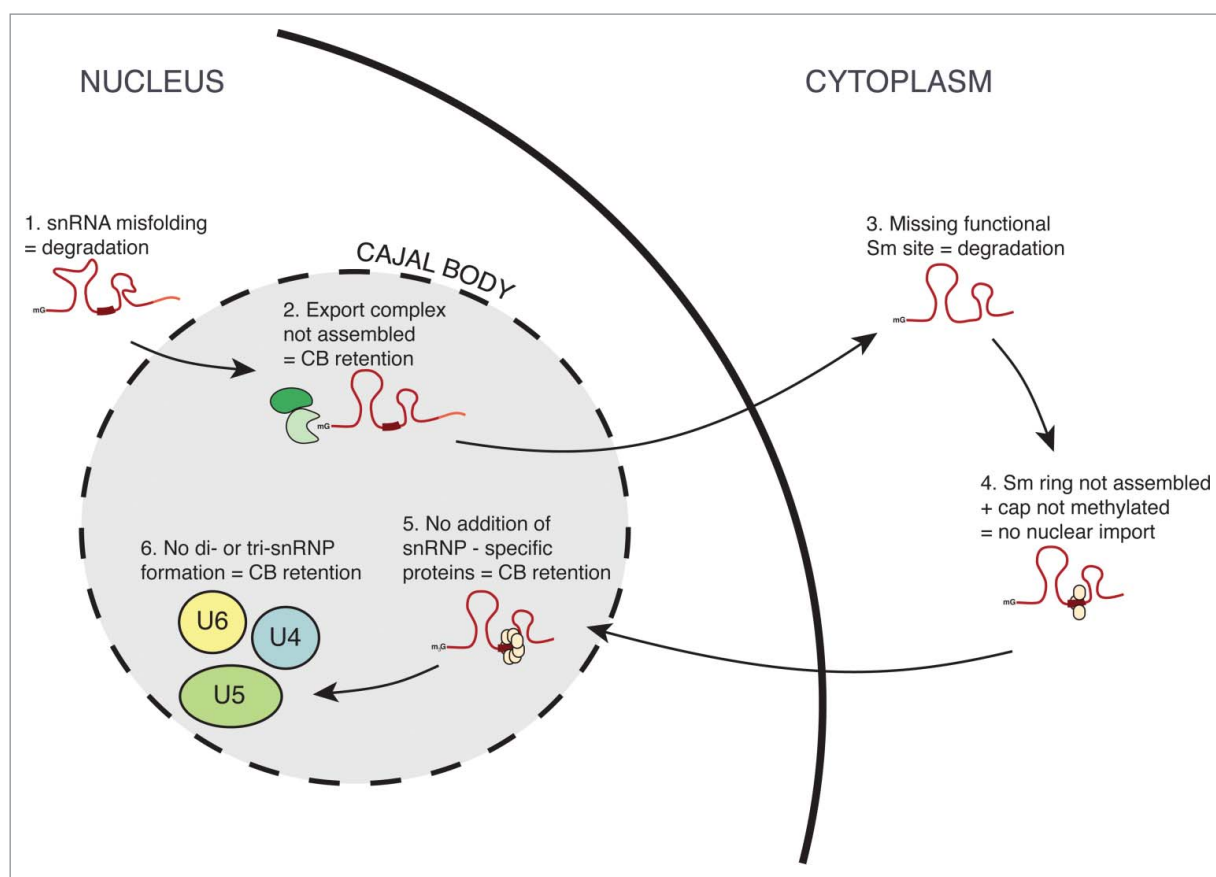 NUCLEUS
CYTOPLASM
1. snRNA misfolding
= degradation
mG
CAJAL BODY
2. Export complex
not assembled
= CB retention
mG
3. Missing functional
Sm site = degradation
mG
4. Sm ring not assembled
+ cap not methylated
= no nuclear import
mG
5. No addition of
snRNP - specific
proteins = CB retention
m₃G
6. No di- or tri-snRNP
formation = CB retention
U6
U4
U5